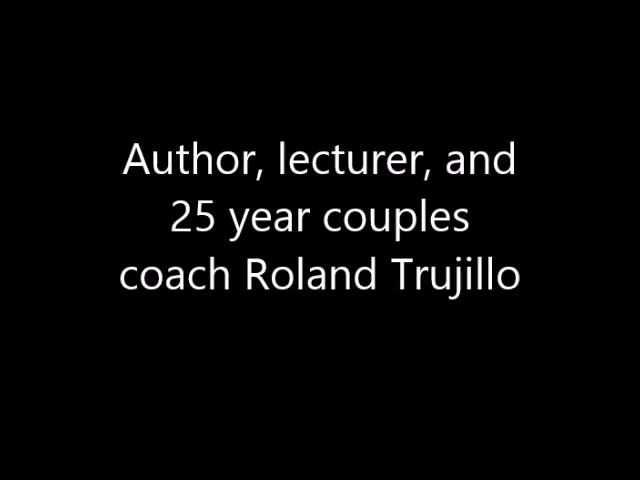 Author, lecturer, and
25 year couples
coach Roland Trujillo